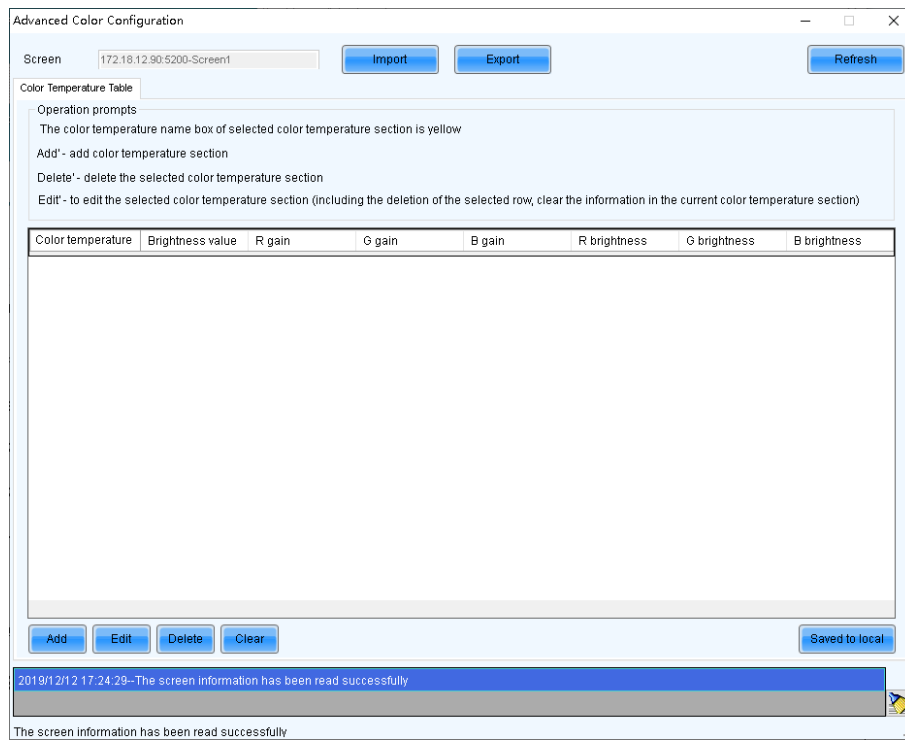 Advanced Color Configuration
Screen 172.18.12.90:5200-Screen1 Import Export Refresh
Color Temperature Table
Operation prompts
The color temperature name box of selected color temperature section is yellow
Add'- add color temperature section
Delete'- delete the selected color temperature section
Edit'- to edit the selected color temperature section (including the deletion of the selected row, clear the information in the current color temperature section)
Color temperature Brightness value R gain G gain B gain R brightness G brightness B brightness
Add Edit Delete Clear Saved to local
2019/12/12 17:24:29--The screen information has been read successfully
The screen information has been read successfully